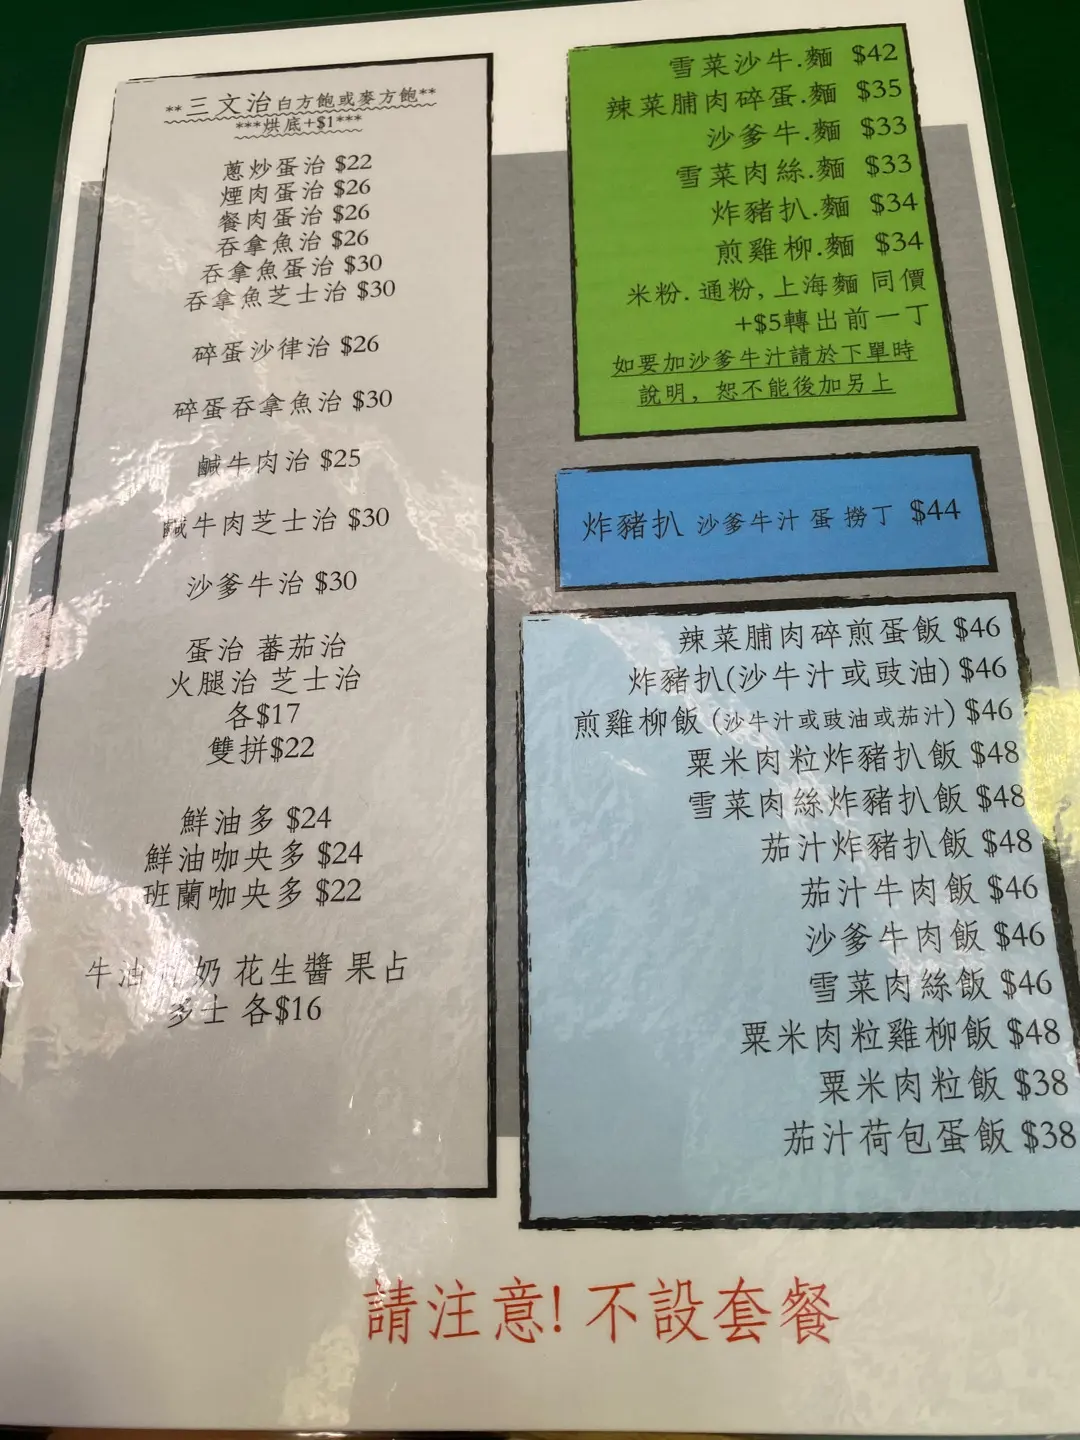 **三文治白方飽或麥方飽**
***烘底+$1***
蔥炒蛋治 $22
煙肉蛋治 $26
餐肉蛋治 $26
吞拿魚治 $26
吞拿魚蛋治 $30
吞拿魚芝士治 $30
碎蛋沙律治 $26
碎蛋吞拿魚治 $30
鹹牛肉治 $25
鹹牛肉芝士治 $30
沙爹牛治 $30
蛋治 蕃茄治
火腿治 芝士治
各$17
雙拼$22
鮮油多 $24
鮮油咖央多 $24
班蘭咖央多 $22
牛油 奶 花生醬 果占
多士 各$16
雪菜沙牛.麵 $42
辣菜脯肉碎蛋.麵 $35
沙爹牛.麵 $33
雪菜肉絲.麵 $33
炸豬扒.麵 $34
煎雞柳.麵 $34
米粉. 通粉, 上海麵 同價
+$5轉出前一丁
如要加沙爹牛汁請於下單時
說明, 恕不能後加另上
炸豬扒 沙爹牛汁 蛋 撈丁 $44
辣菜脯肉碎煎蛋飯 $46
炸豬扒(沙牛汁或豉油) $46
煎雞柳飯 (沙牛汁或豉油或茄汁) $46
粟米肉粒炸豬扒飯 $48
雪菜肉絲炸豬扒飯 $48
茄汁炸豬扒飯 $48
茄汁牛肉飯 $46
沙爹牛肉飯 $46
雪菜肉絲飯 $46
粟米肉粒雞柳飯 $48
粟米肉粒飯 $38
茄汁荷包蛋飯 $38
請注意! 不設套餐